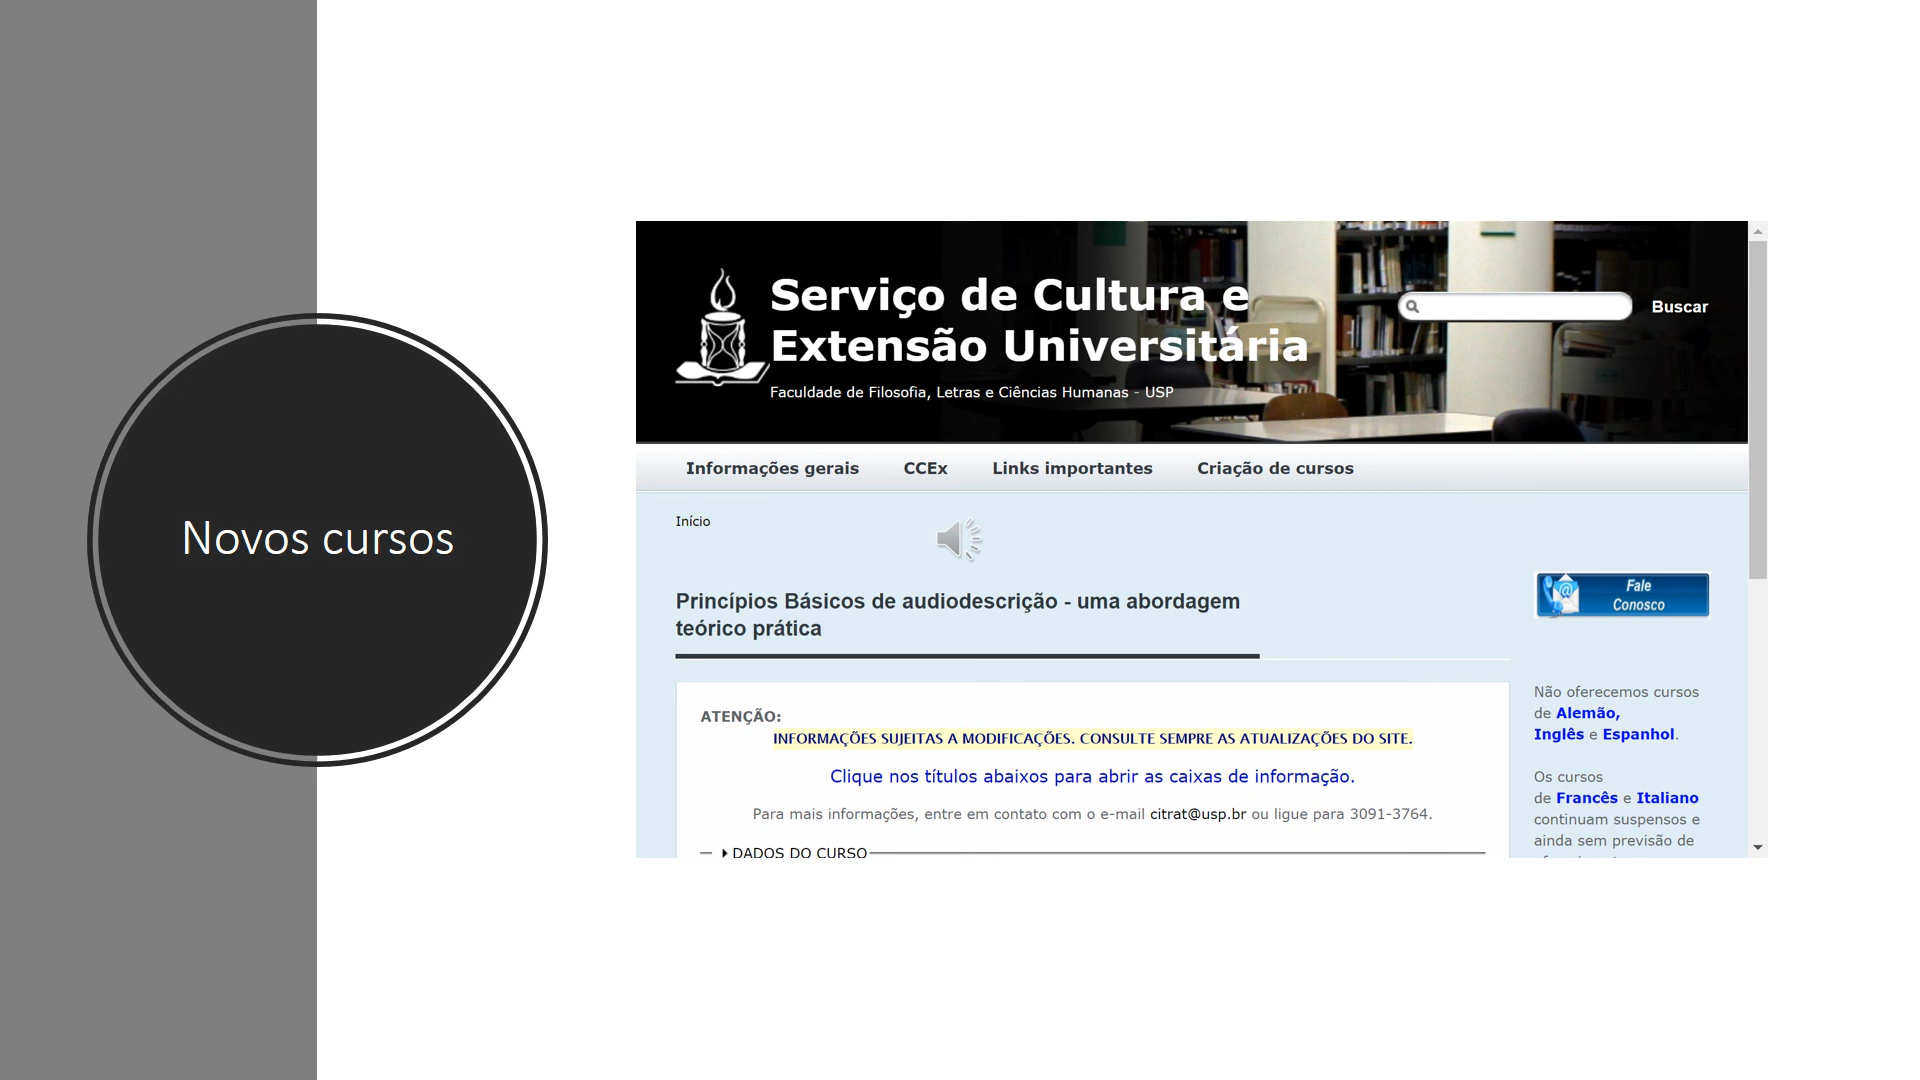 Novos cursos
Serviço de Cultura e
Extensão Universitária
Faculdade de Filosofia, Letras e Ciências Humanas - USP
Buscar
Informações gerais
CCEx
Links importantes
Criação de cursos
Início
Princípios Básicos de audiodescrição - uma abordagem
teórico prática
ATENÇÃO:
INFORMAÇÕES SUJEITAS A MODIFICAÇÕES. CONSULTE SEMPRE AS ATUALIZAÇÕES DO SITE.
Clique nos títulos abaixos para abrir as caixas de informação.
Para mais informações, entre em contato com o e-mail citrat@usp.br ou ligue para 3091-3764.
DADOS DO CURSO
Fale
Conosco
Não oferecemos cursos
de Alemão,
Inglês e Espanhol.
Os cursos
de Francês e Italiano
continuam suspensos e
ainda sem previsão de